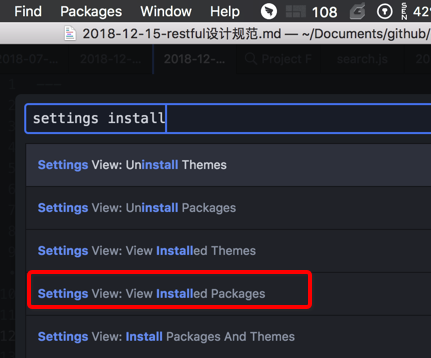 Find Packages Window Help 108 SEN 42%
2018-12-15-restful设计规范.md — ~/Documents/github/
2018-07-... 2018-12-... 2018-12-... Project F search.js 20
settings install
Settings View: Uninstall Themes
Settings View: Uninstall Packages
Settings View: View Installed Themes
Settings View: View Installed Packages
Settings View: Install Packages And Themes